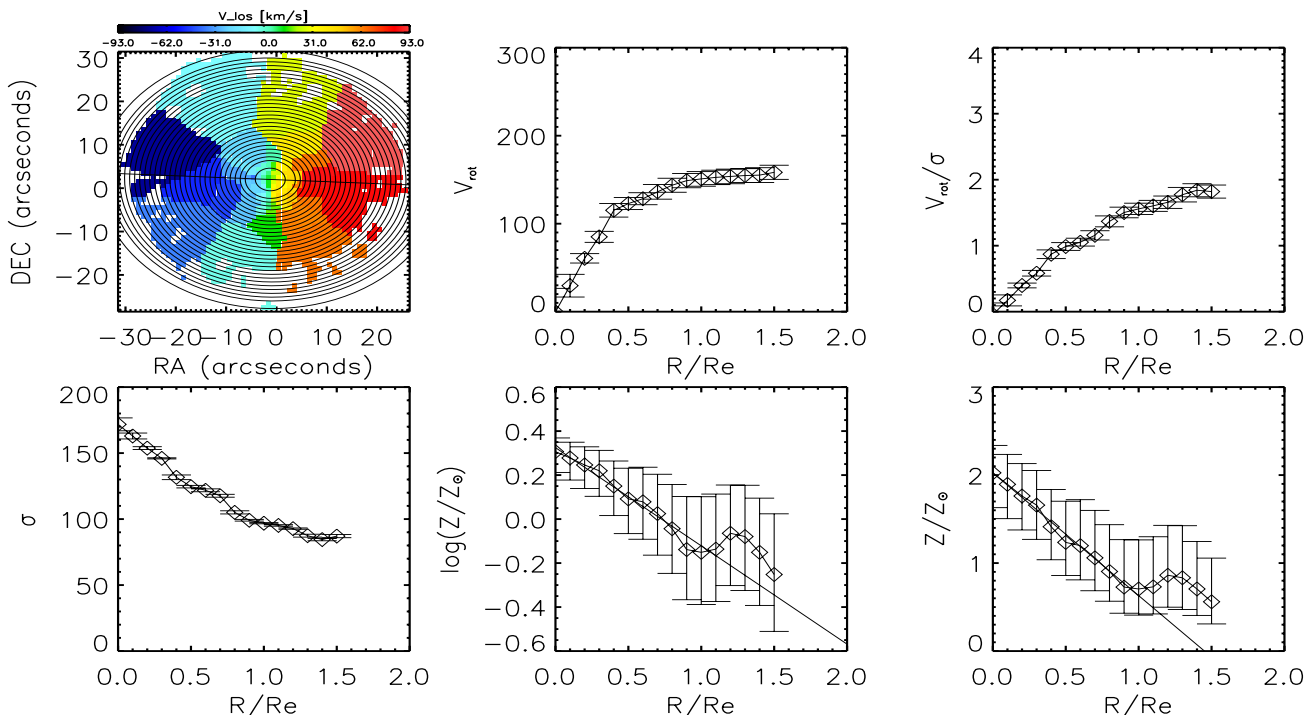 V_los [km/s]
−93.0 −62.0 −31.0 0.0 31.0 62.0 93.0
DEC (arcseconds)
30
20
10
0
−10
−20
−30 −20 −10 0 10 20
RA (arcseconds)
V_rot
300
200
100
0
0.0 0.5 1.0 1.5 2.0
R/Re
V_rot/σ
4
3
2
1
0
0.0 0.5 1.0 1.5 2.0
R/Re
σ
200
150
100
50
0
0.0 0.5 1.0 1.5 2.0
R/Re
log(Z/Z⊙)
0.6
0.4
0.2
0.0
−0.2
−0.4
−0.6
0.0 0.5 1.0 1.5 2.0
R/Re
Z/Z⊙
3
2
1
0
0.0 0.5 1.0 1.5 2.0
R/Re